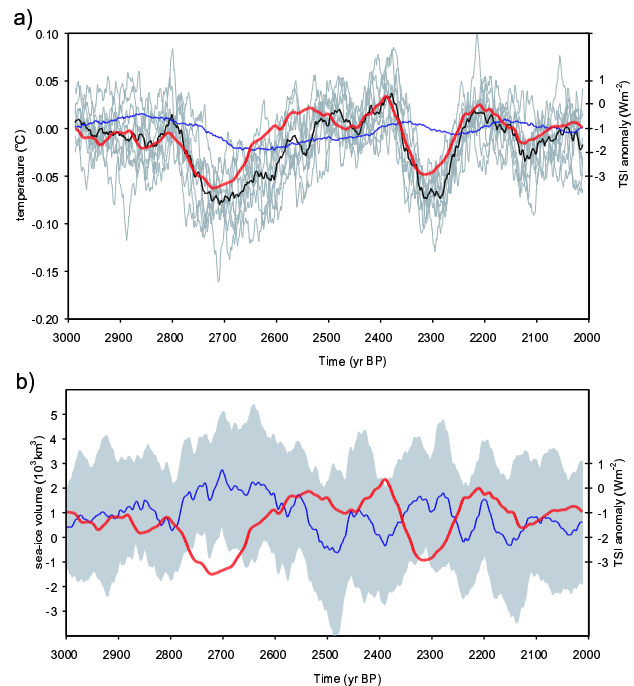 a)
0.10
0.05
0.00
-0.05
-0.10
-0.15
-0.20
temperature (°C)
1
0
-1
-2
-3
TSI anomaly (Wm-2)
3000 2900 2800 2700 2600 2500 2400 2300 2200 2100 2000
Time (yr BP)
b)
5
4
3
2
1
0
-1
-2
-3
sea-ice volume (10³km³)
1
0
-1
-2
-3
TSI anomaly (Wm-2)
3000 2900 2800 2700 2600 2500 2400 2300 2200 2100 2000
Time (yr BP)